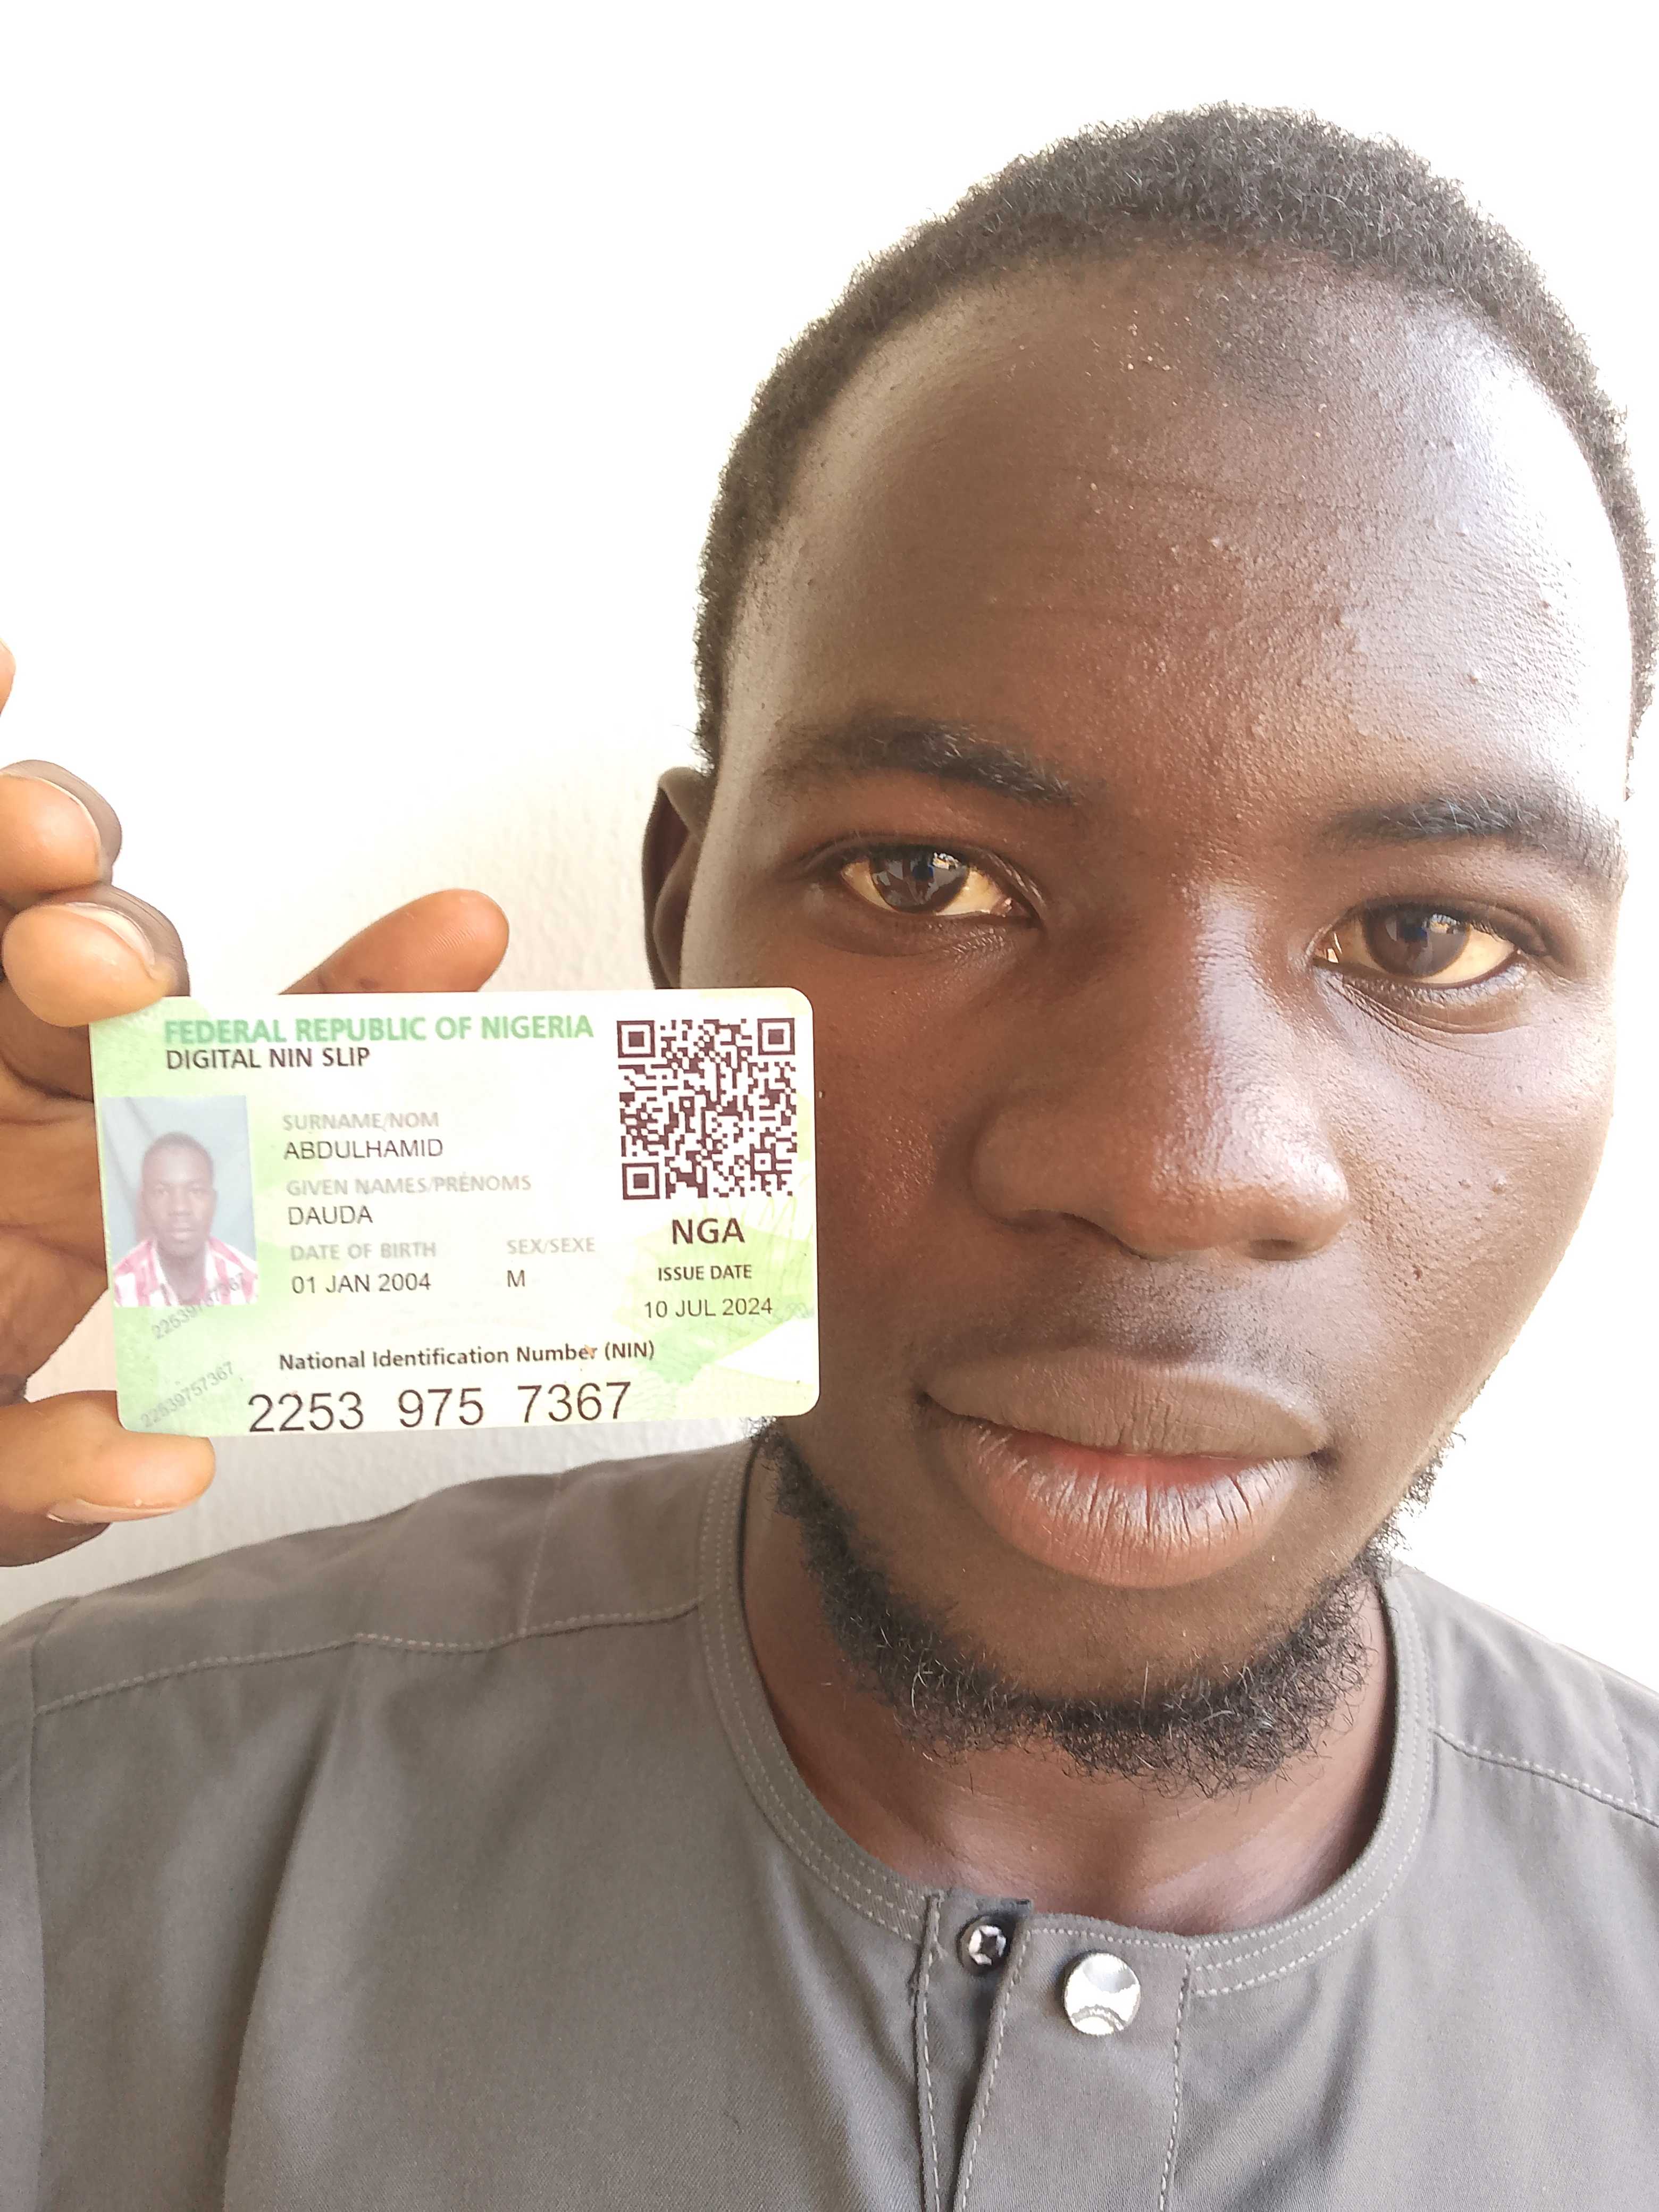 FEDERAL REPUBLIC OF NIGERIA
DIGITAL NIN SLIP
SURNAME/NOM
ABDULHAMID
GIVEN NAMES/PRÉNOMS
DAUDA
DATE OF BIRTH SEX/SEXE
01 JAN 2004 M
NGA
ISSUE DATE
10 JUL 2024
22539757367
22539757367
National Identification Number (NIN)
2253 975 7367